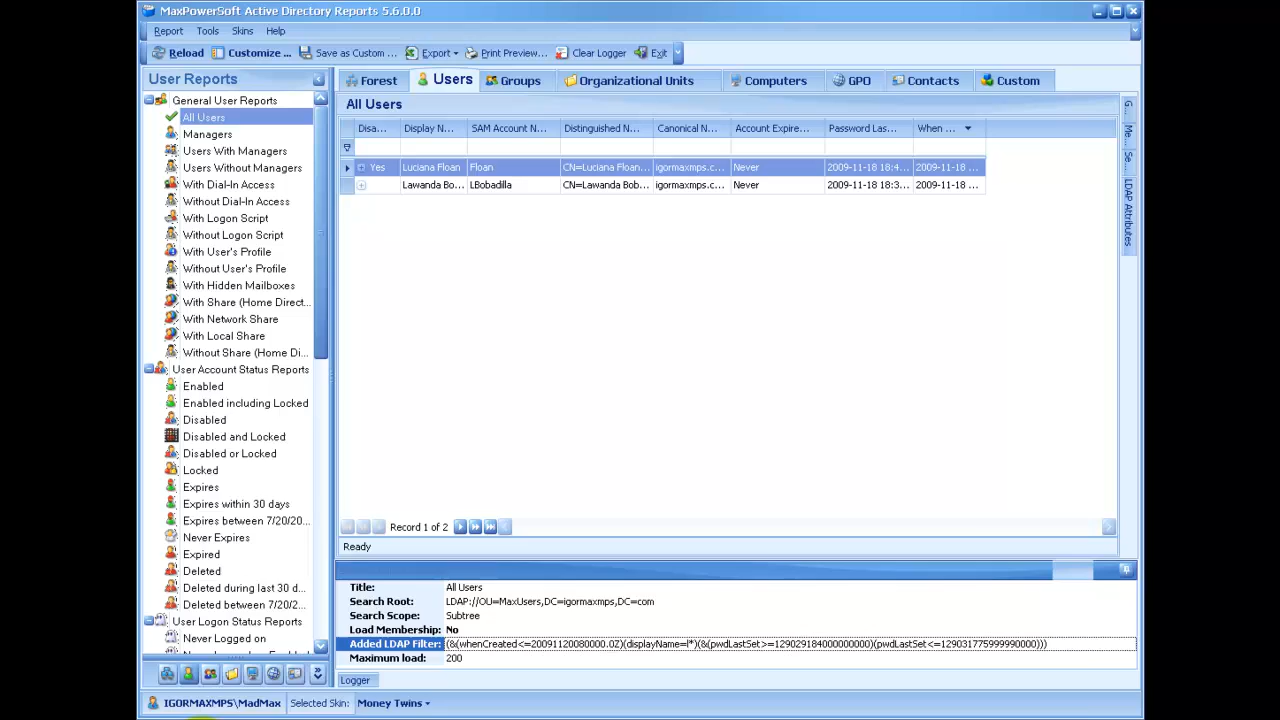 MaxPowerSoft Active Directory Reports 5.6.0.0
Report Tools Skins Help
Reload Customize ... Save as Custom ... Export Print Preview... Clear Logger Exit
User Reports
General User Reports
All Users
Managers
Users With Managers
Users Without Managers
With Dial-In Access
Without Dial-In Access
With Logon Script
Without Logon Script
With User's Profile
Without User's Profile
With Hidden Mailboxes
With Share (Home Direct...
With Network Share
With Local Share
Without Share (Home Di...
User Account Status Reports
Enabled
Enabled including Locked
Disabled
Disabled and Locked
Disabled or Locked
Locked
Expires
Expires within 30 days
Expires between 7/20/20...
Never Expires
Expired
Deleted
Deleted during last 30 d...
Deleted between 7/20/2...
User Logon Status Reports
Never Logged on
Forest Users Groups Organizational Units Computers GPO Contacts Custom
All Users
Disa... Display N... SAM Account N... Distinguished N... Canonical N... Account Expire... Password Las... When ...
Yes Luciana Floan Floan CN=Luciana Floan... igormaxmps.c... Never 2009-11-18 18:4... 2009-11-18 ...
Lawanda Bo... LBobadilla CN=Lawanda Bob... igormaxmps.c... Never 2009-11-18 18:3... 2009-11-18 ...
G...
Me...
Se...
LDAP Attributes
Record 1 of 2
Ready
Title: All Users
Search Root: LDAP://OU=MaxUsers,DC=igormaxmps,DC=com
Search Scope: Subtree
Load Membership: No
Added LDAP Filter: (&(whenCreated<=20091120080000.0Z)(displayName=l*)(&(pwdLastSet>=129029184000000000)(pwdLastSet<=129031775999990000)))
Maximum load: 200
Logger
IGORMAXMPS\MadMax Selected Skin: Money Twins